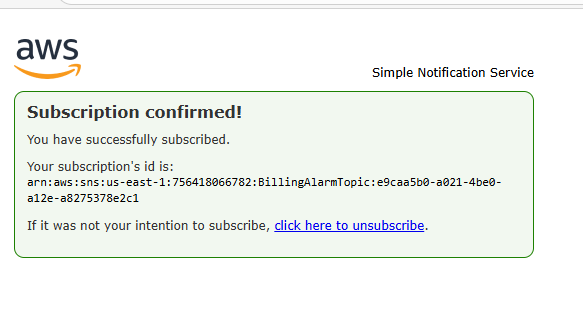 aws
Simple Notification Service
Subscription confirmed!
You have successfully subscribed.
Your subscription's id is:
arn:aws:sns:us-east-1:756418066782:BillingAlarmTopic:e9caa5b0-a021-4be0-
a12e-a8275378e2c1
If it was not your intention to subscribe, click here to unsubscribe.